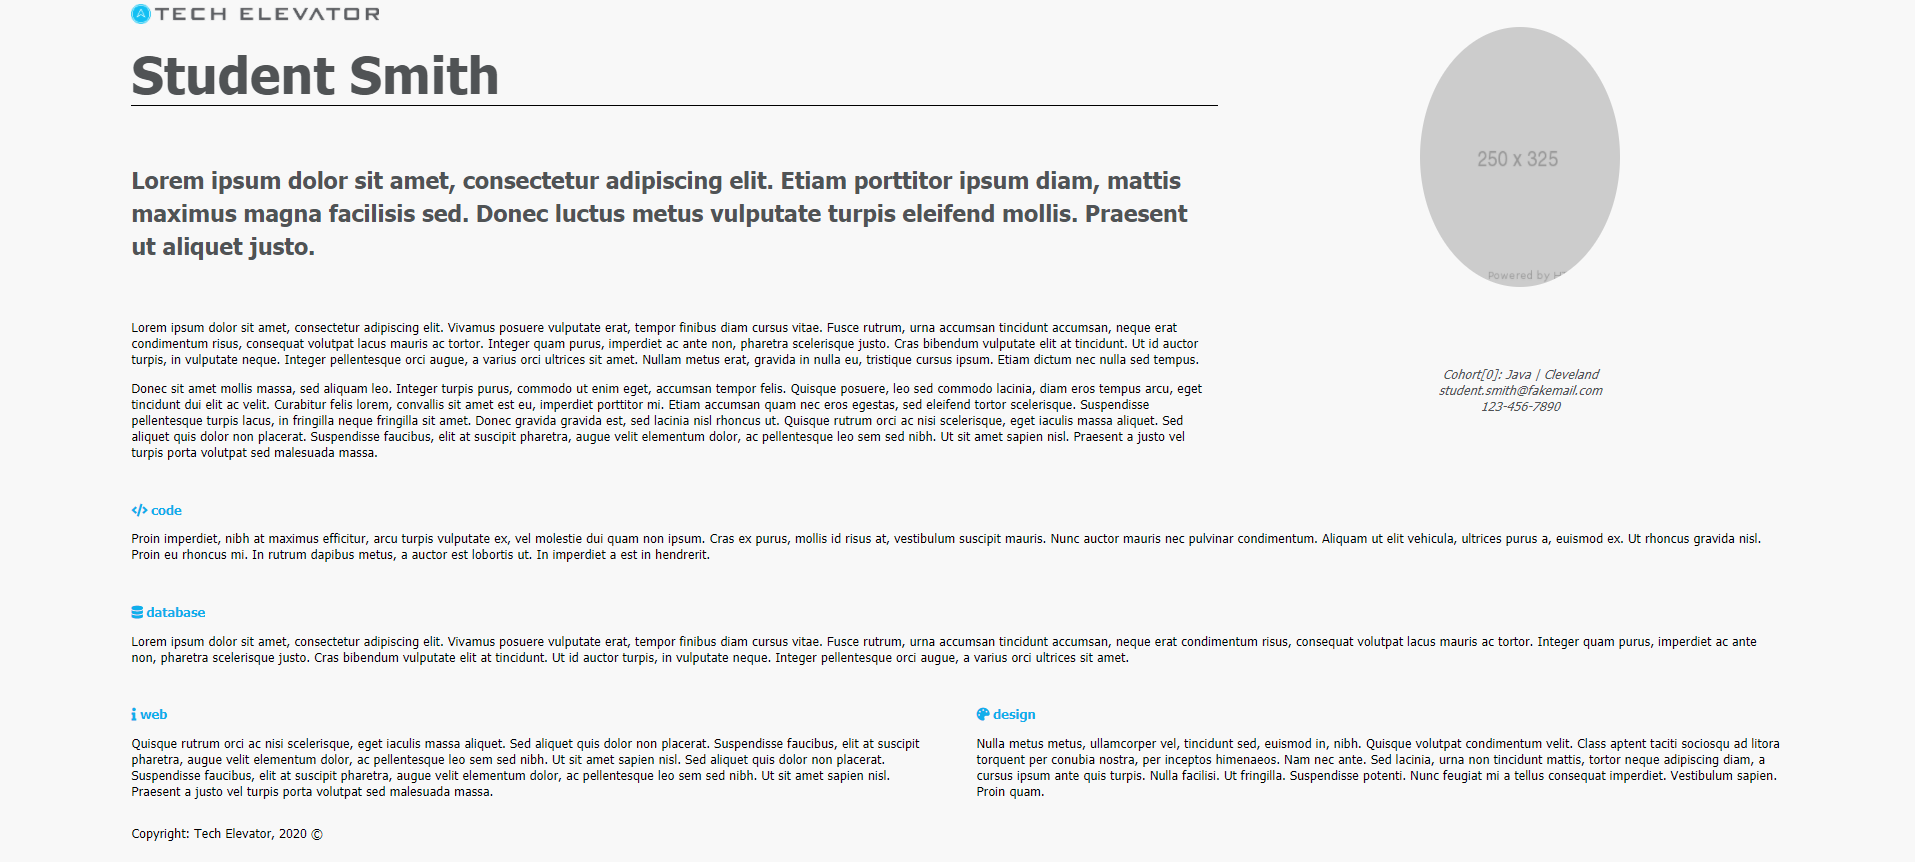 TECH ELEVATOR
Student Smith
Lorem ipsum dolor sit amet, consectetur adipiscing elit. Etiam porttitor ipsum diam, mattis
maximus magna facilisis sed. Donec luctus metus vulputate turpis eleifend mollis. Praesent
ut aliquet justo.
Lorem ipsum dolor sit amet, consectetur adipiscing elit. Vivamus posuere vulputate erat, tempor finibus diam cursus vitae. Fusce rutrum, urna accumsan tincidunt accumsan, neque erat
condimentum risus, consequat volutpat lacus mauris ac tortor. Integer quam purus, imperdiet ac ante non, pharetra scelerisque justo. Cras bibendum vulputate elit at tincidunt. Ut id auctor
turpis, in vulputate neque. Integer pellentesque orci augue, a varius orci ultrices sit amet. Nullam metus erat, gravida in nulla eu, tristique cursus ipsum. Etiam dictum nec nulla sed tempus.
Donec sit amet mollis massa, sed aliquam leo. Integer turpis purus, commodo ut enim eget, accumsan tempor felis. Quisque posuere, leo sed commodo lacinia, diam eros tempus arcu, eget
tincidunt dui elit ac velit. Curabitur felis lorem, convallis sit amet est eu, imperdiet porttitor mi. Etiam accumsan quam nec eros egestas, sed eleifend tortor scelerisque. Suspendisse
pellentesque turpis lacus, in fringilla neque fringilla sit amet. Donec gravida gravida est, sed lacinia nisl rhoncus ut. Quisque rutrum orci ac nisi scelerisque, eget iaculis massa aliquet. Sed
aliquet quis dolor non placerat. Suspendisse faucibus, elit at suscipit pharetra, augue velit elementum dolor, ac pellentesque leo sem sed nibh. Ut sit amet sapien nisl. Praesent a justo vel
turpis porta volutpat sed malesuada massa.
250 x 325
Powered by
Cohort[0]: Java | Cleveland
student.smith@fakemail.com
123-456-7890
code
Proin imperdiet, nibh at maximus efficitur, arcu turpis vulputate ex, vel molestie dui quam non ipsum. Cras ex purus, mollis id risus at, vestibulum suscipit mauris. Nunc auctor mauris nec pulvinar condimentum. Aliquam ut elit vehicula, ultrices purus a, euismod ex. Ut rhoncus gravida nisl.
Proin eu rhoncus mi. In rutrum dapibus metus, a auctor est lobortis ut. In imperdiet a est in hendrerit.
database
Lorem ipsum dolor sit amet, consectetur adipiscing elit. Vivamus posuere vulputate erat, tempor finibus diam cursus vitae. Fusce rutrum, urna accumsan tincidunt accumsan, neque erat condimentum risus, consequat volutpat lacus mauris ac tortor. Integer quam purus, imperdiet ac ante
non, pharetra scelerisque justo. Cras bibendum vulputate elit at tincidunt. Ut id auctor turpis, in vulputate neque. Integer pellentesque orci augue, a varius orci ultrices sit amet.
web
Quisque rutrum orci ac nisi scelerisque, eget iaculis massa aliquet. Sed aliquet quis dolor non placerat. Suspendisse faucibus, elit at suscipit
pharetra, augue velit elementum dolor, ac pellentesque leo sem sed nibh. Ut sit amet sapien nisl. Sed aliquet quis dolor non placerat.
Suspendisse faucibus, elit at suscipit pharetra, augue velit elementum dolor, ac pellentesque leo sem sed nibh. Ut sit amet sapien nisl.
Praesent a justo vel turpis porta volutpat sed malesuada massa.
design
Nulla metus metus, ullamcorper vel, tincidunt sed, euismod in, nibh. Quisque volutpat condimentum velit. Class aptent taciti sociosqu ad litora
torquent per conubia nostra, per inceptos himenaeos. Nam nec ante. Sed lacinia, urna non tincidunt mattis, tortor neque adipiscing diam, a
cursus ipsum ante quis turpis. Nulla facilisi. Ut fringilla. Suspendisse potenti. Nunc feugiat mi a tellus consequat imperdiet. Vestibulum sapien.
Proin quam.
Copyright: Tech Elevator, 2020 ©